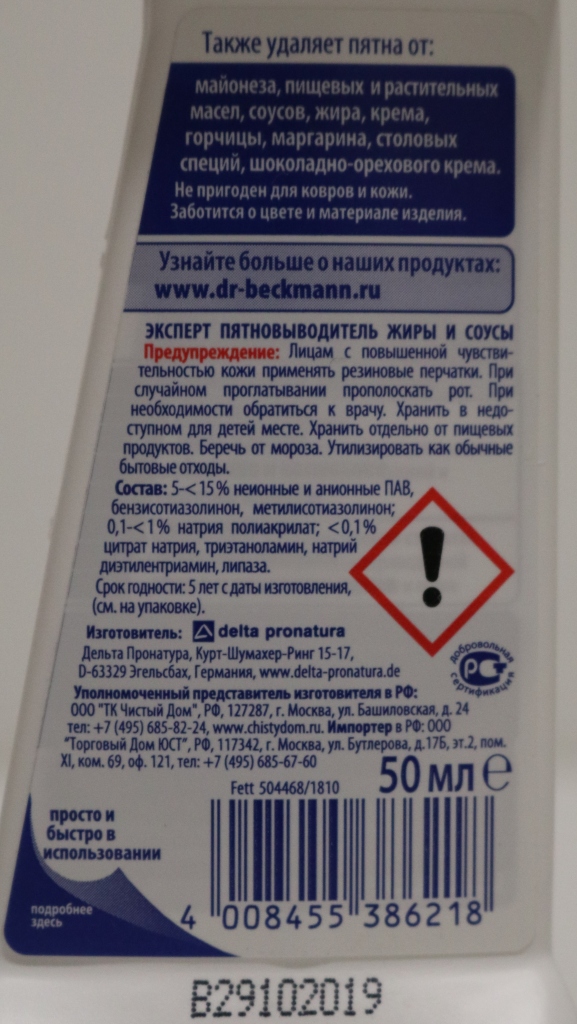 Также удаляет пятна от:
майонеза, пищевых и растительных
масел, соусов, жира, крема,
горчицы, маргарина, столовых
специй, шоколадно-орехового крема.
Не пригоден для ковров и кожи.
Заботится о цвете и материале изделия.
Узнайте больше о наших продуктах:
www.dr-beckmann.ru
ЭКСПЕРТ ПЯТНОВЫВОДИТЕЛЬ ЖИРЫ И СОУСЫ
Предупреждение: Лицам с повышенной чувстви-
тельностью кожи применять резиновые перчатки. При
случайном проглатывании прополоскать рот. При
необходимости обратиться к врачу. Хранить в недо-
ступном для детей месте. Хранить отдельно от пищевых
продуктов. Беречь от мороза. Утилизировать как обычные
бытовые отходы.
Состав: 5-<15% неионные и анионные ПАВ,
бензисотиазолинон, метилисотиазолинон;
0,1-<1% натрия полиакрилат; <0,1%
цитрат натрия, триэтаноламин, натрий
диэтилентриамин, липаза.
Срок годности: 5 лет с даты изготовления,
(см. на упаковке).
Изготовитель: delta pronatura
Дельта Пронатура, Курт-Шумахер-Ринг 15-17,
D-63329 Эгельсбах, Германия, www.delta-pronatura.de
добровольная
РСТ
сертификация
Уполномоченный представитель изготовителя в РФ:
ООО "ТК Чистый Дом", РФ, 127287, г. Москва, ул. Башиловская, д. 24
тел: +7 (495) 685-82-24, www.chistydom.ru. Импортер в РФ: ООО
"Торговый Дом ЮСТ", РФ, 117342, г. Москва, ул. Бутлерова, д.17Б, эт.2, пом.
XI, ком. 69, оф. 121, тел: +7 (495) 685-67-60
50 мл e
Fett 504468/1810
просто и
быстро в
использовании
подробнее
здесь
4 008455 386218
B29102019